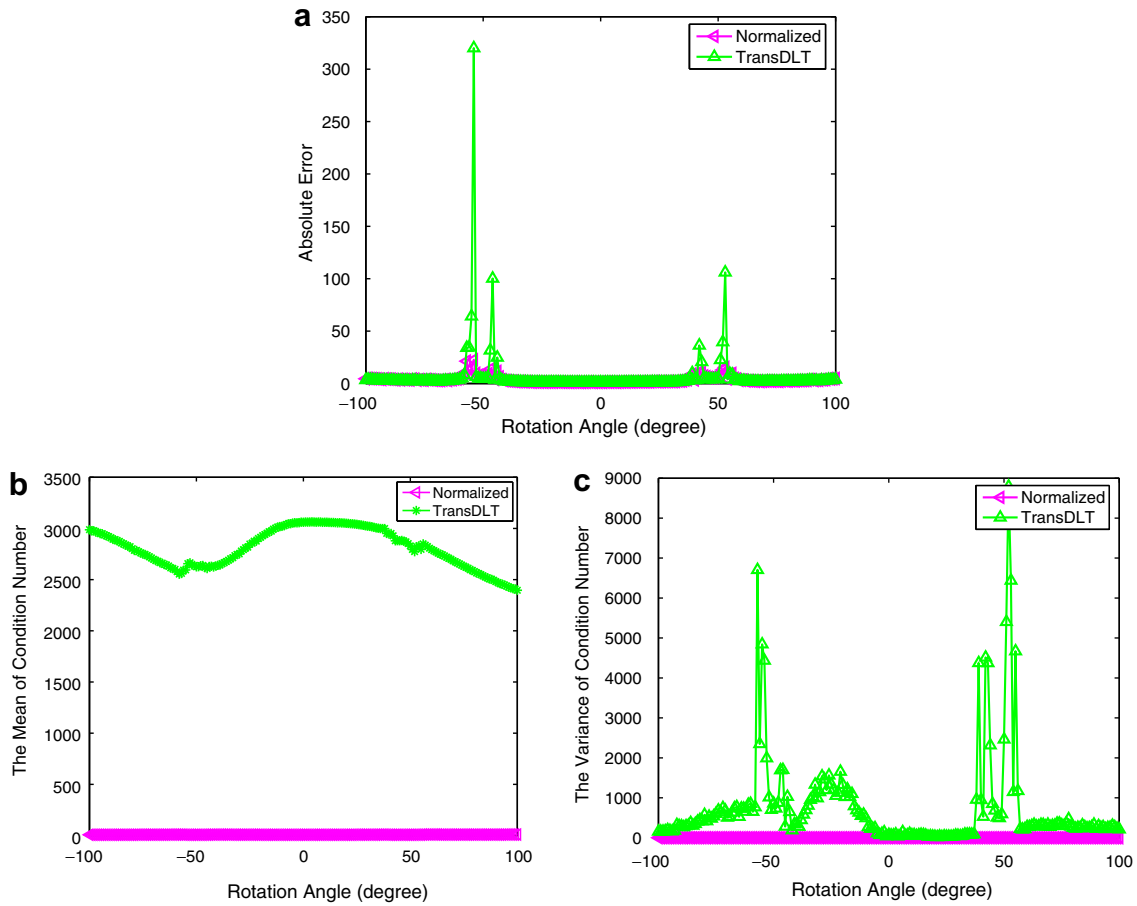 a
350
300
250
200
150
100
50
0
Absolute Error
Normalized
TransDLT
−100
−50
0
50
100
Rotation Angle (degree)
b
3500
3000
2500
2000
1500
1000
500
0
The Mean of Condition Number
Normalized
TransDLT
−100
−50
0
50
100
Rotation Angle (degree)
c
9000
8000
7000
6000
5000
4000
3000
2000
1000
0
The Variance of Condition Number
Normalized
TransDLT
−100
−50
0
50
100
Rotation Angle (degree)